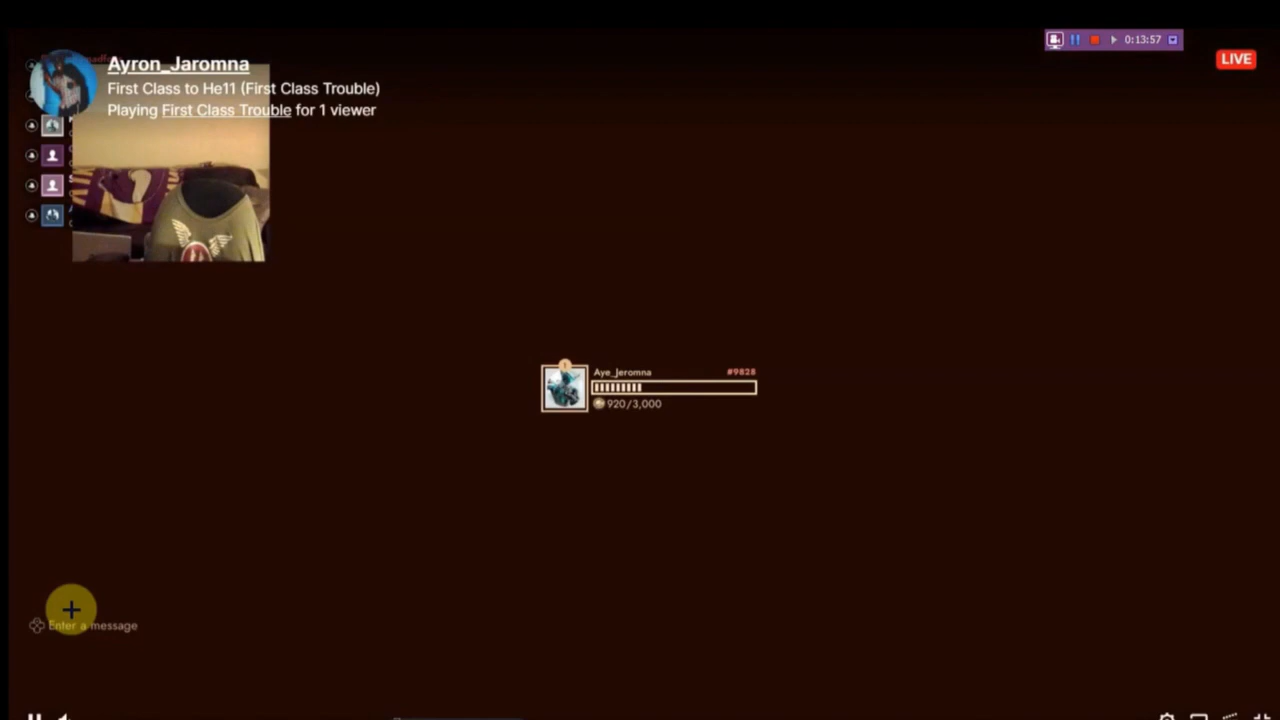 0:13:57
LIVE
Ayron_Jaromna
First Class to He11 (First Class Trouble)
Playing First Class Trouble for 1 viewer
Aye_Jeromna #9828
920/3,000
Enter a message